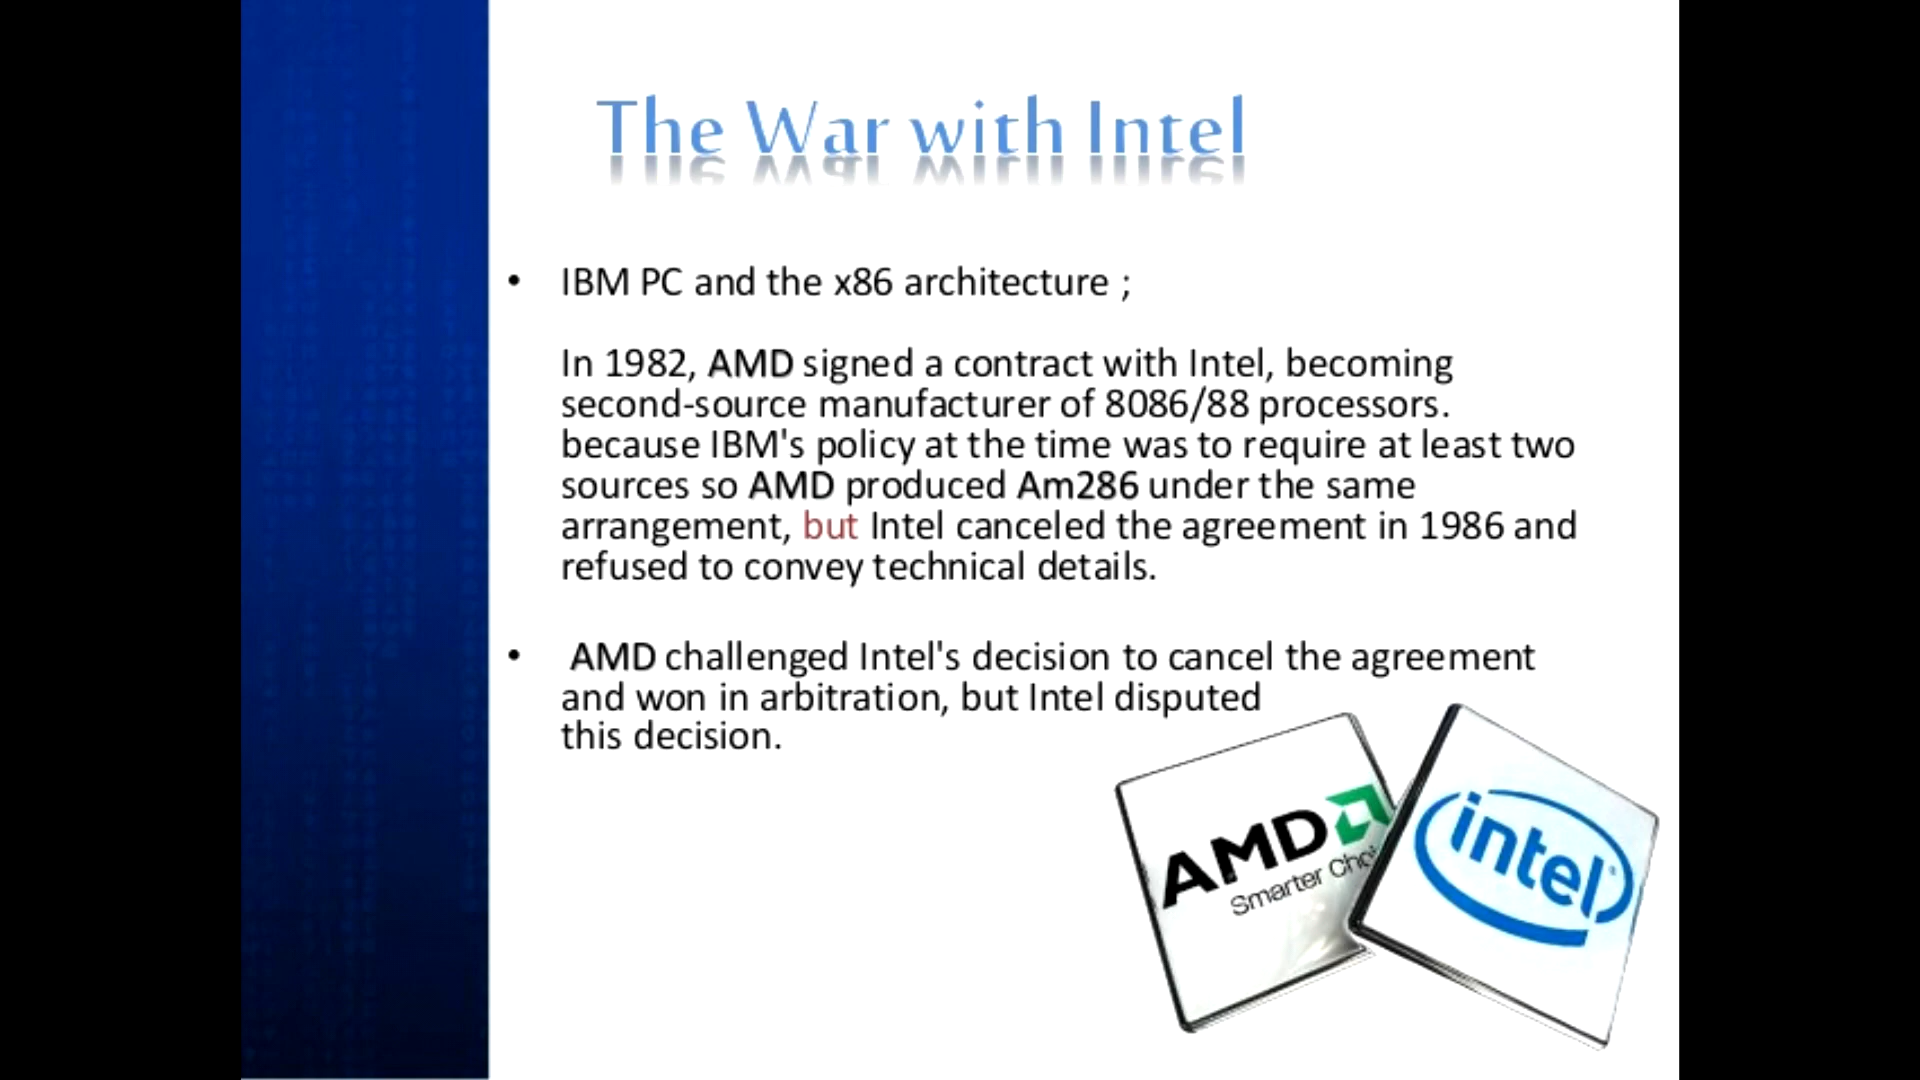 The War with Intel
• IBM PC and the x86 architecture ;
In 1982, AMD signed a contract with Intel, becoming
second-source manufacturer of 8086/88 processors.
because IBM's policy at the time was to require at least two
sources so AMD produced Am286 under the same
arrangement, but Intel canceled the agreement in 1986 and
refused to convey technical details.
• AMD challenged Intel's decision to cancel the agreement
and won in arbitration, but Intel disputed
this decision.
AMD
Smarter Choi
intel